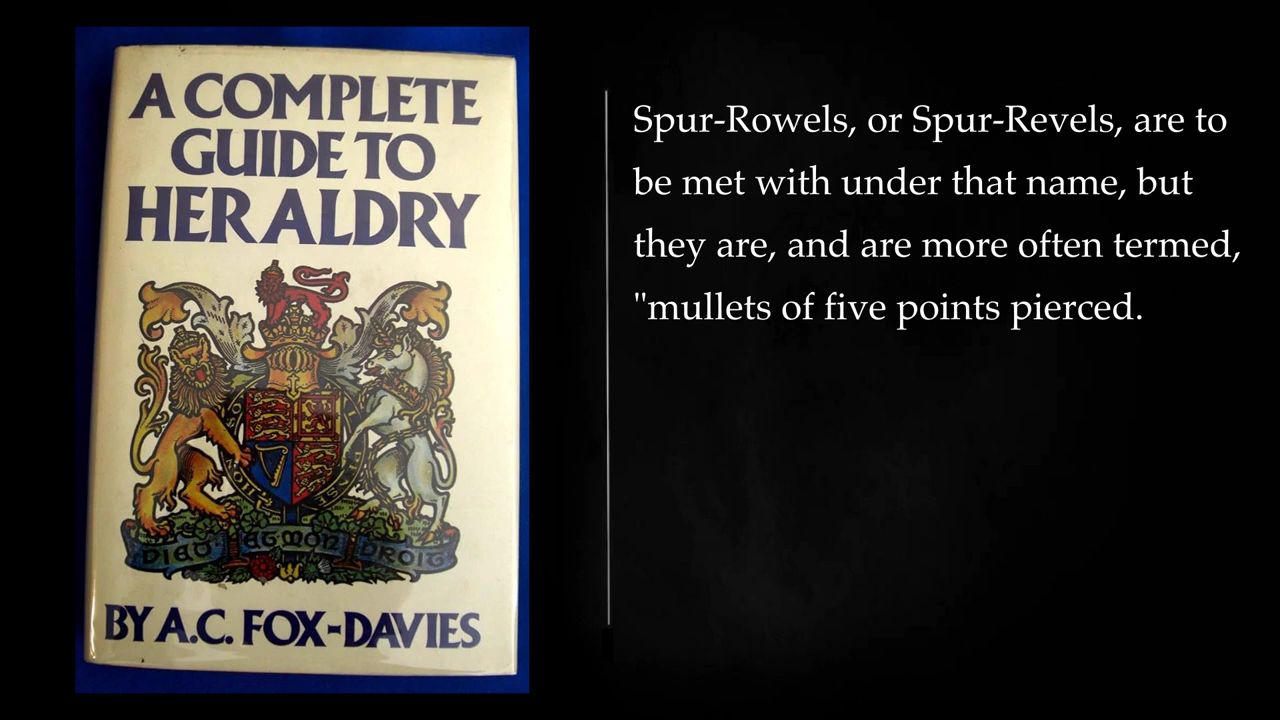 A COMPLETE
GUIDE TO
HERALDRY
DIEU ET MON DROIT
BY A.C. FOX-DAVIES
Spur-Rowels, or Spur-Revels, are to
be met with under that name, but
they are, and are more often termed,
"mullets of five points pierced.